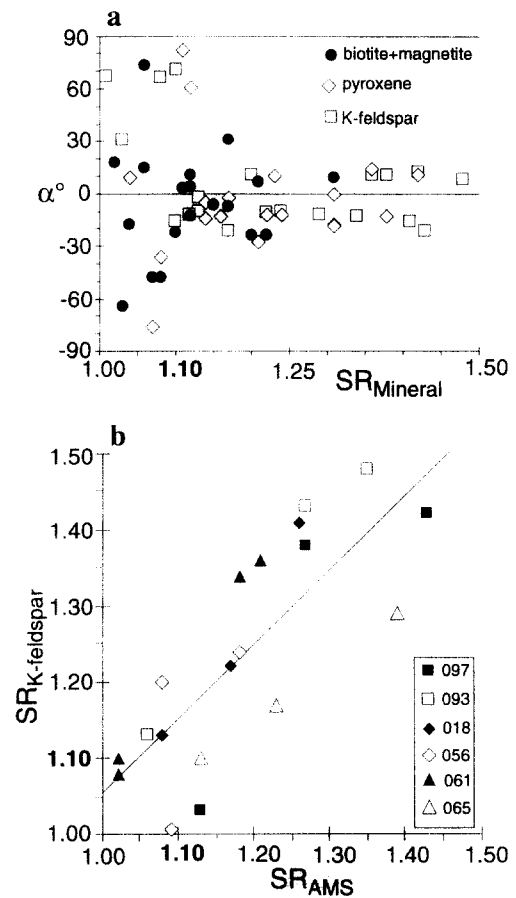 a
90
60
30
α° 0
-30
-60
-90
biotite+magnetite
pyroxene
K-feldspar
1.00 1.10 1.25 1.50
SRMineral
b
1.50
1.40
1.30
1.20
1.10
1.00
SRK-feldspar
097
093
018
056
061
065
1.00 1.10 1.20 1.30 1.40 1.50
SRAMS